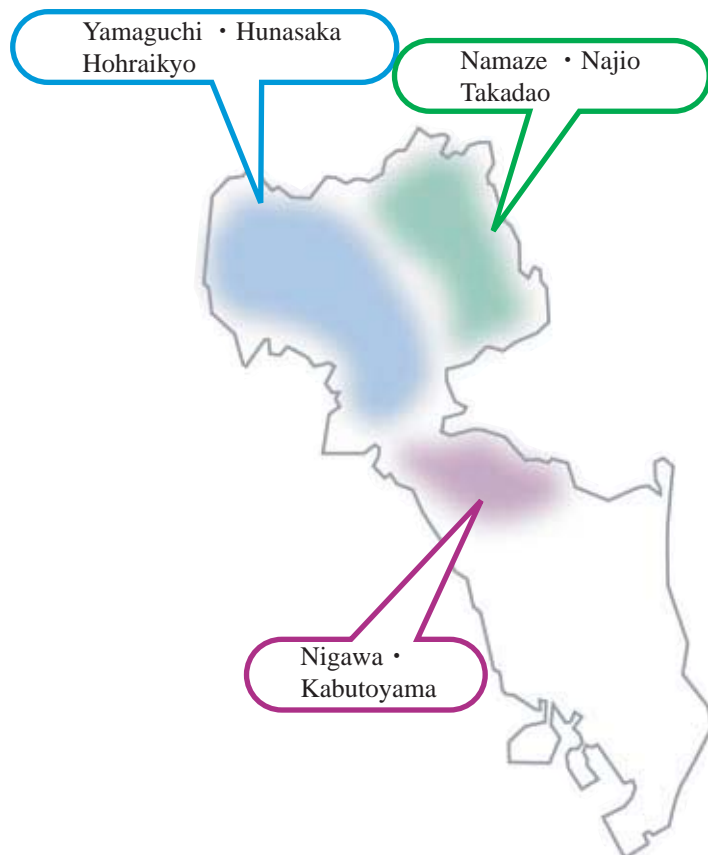 Yamaguchi ・ Hunasaka
Hohraikyo
Namaze ・ Najio
Takadao
Nigawa・
Kabutoyama